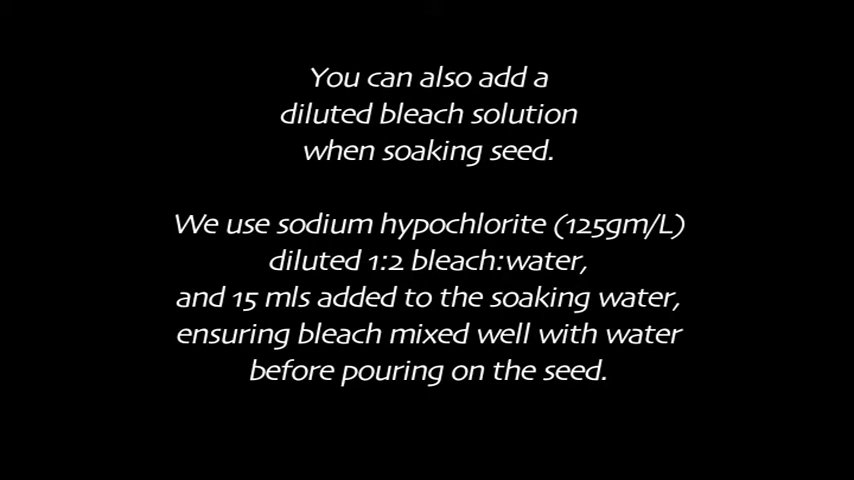 You can also add a
diluted bleach solution
when soaking seed.
We use sodium hypochlorite (125gm/L)
diluted 1:2 bleach:water,
and 15 mls added to the soaking water,
ensuring bleach mixed well with water
before pouring on the seed.